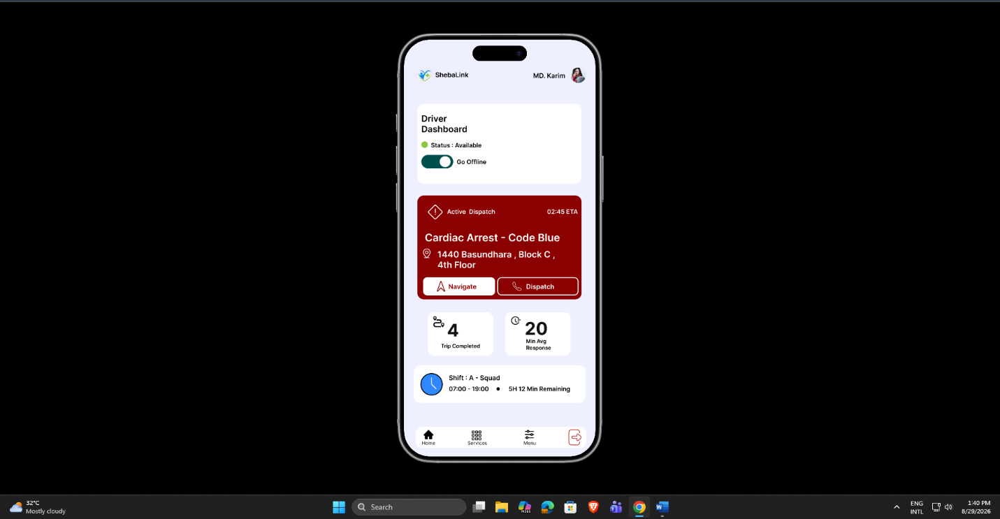 ShebaLink
MD. Karim
Driver
Dashboard
Status : Available
Go Offline
Active Dispatch
02:45 ETA
Cardiac Arrest - Code Blue
1440 Basundhara , Block C ,
4th Floor
Navigate
Dispatch
4
Trip Completed
20
Min Avg
Response
Shift : A - Squad
07:00 - 19:00 • 5H 12 Min Remaining
Home
Services
Menu
32°C
Mostly cloudy
Search
M365
W
ENG
INTL
1:40 PM
8/29/2026